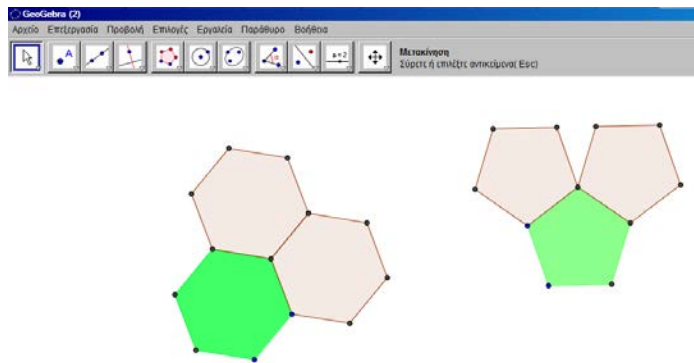 GeoGebra (2)
Αρχείο Επεξεργασία Προβολή Επιλογές Εργαλεία Παράθυρο Βοήθεια
Μετακίνηση
Σύρετε ή επιλέξτε αντικείμενα( Esc)
A
a=2